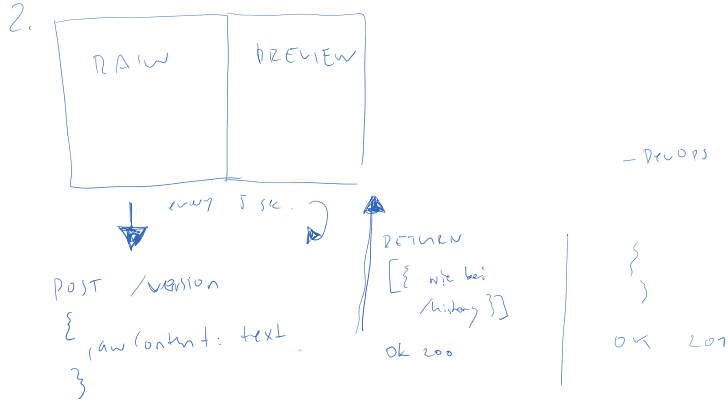 2.
RAW PREVIEW
- DevOps
every 5 sec.
RETURN
[{ wie bei
/history }]
OK 200
POST /version
{
rawContent: text
}
{
}
OK 201